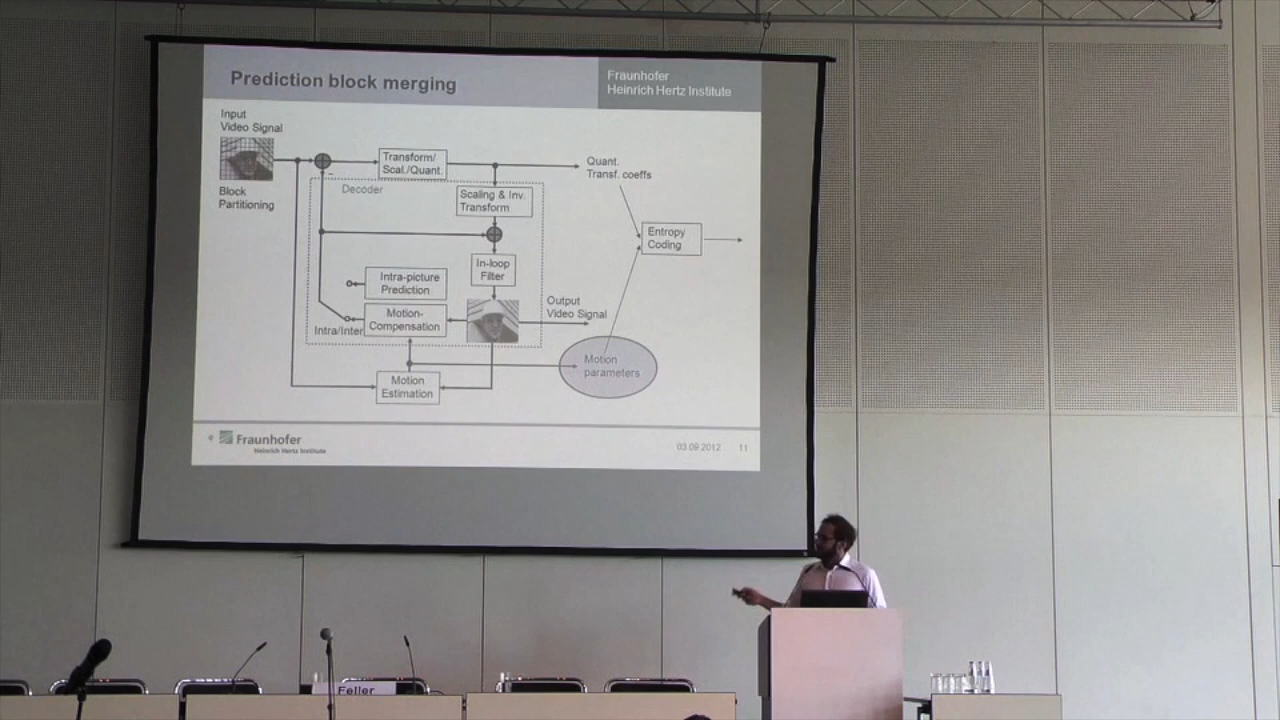 Prediction block merging
Fraunhofer
Heinrich Hertz Institute
Input
Video Signal
Block
Partitioning
Transform/
Scal./Quant.
Quant.
Transf. coeffs
Decoder
Scaling & Inv.
Transform
Entropy
Coding
In-loop
Filter
Intra-picture
Prediction
Output
Video Signal
Motion-
Compensation
Intra/Inter
Motion
parameters
Motion
Estimation
Fraunhofer
Heinrich Hertz Institute
03.09.2012 11
Feller